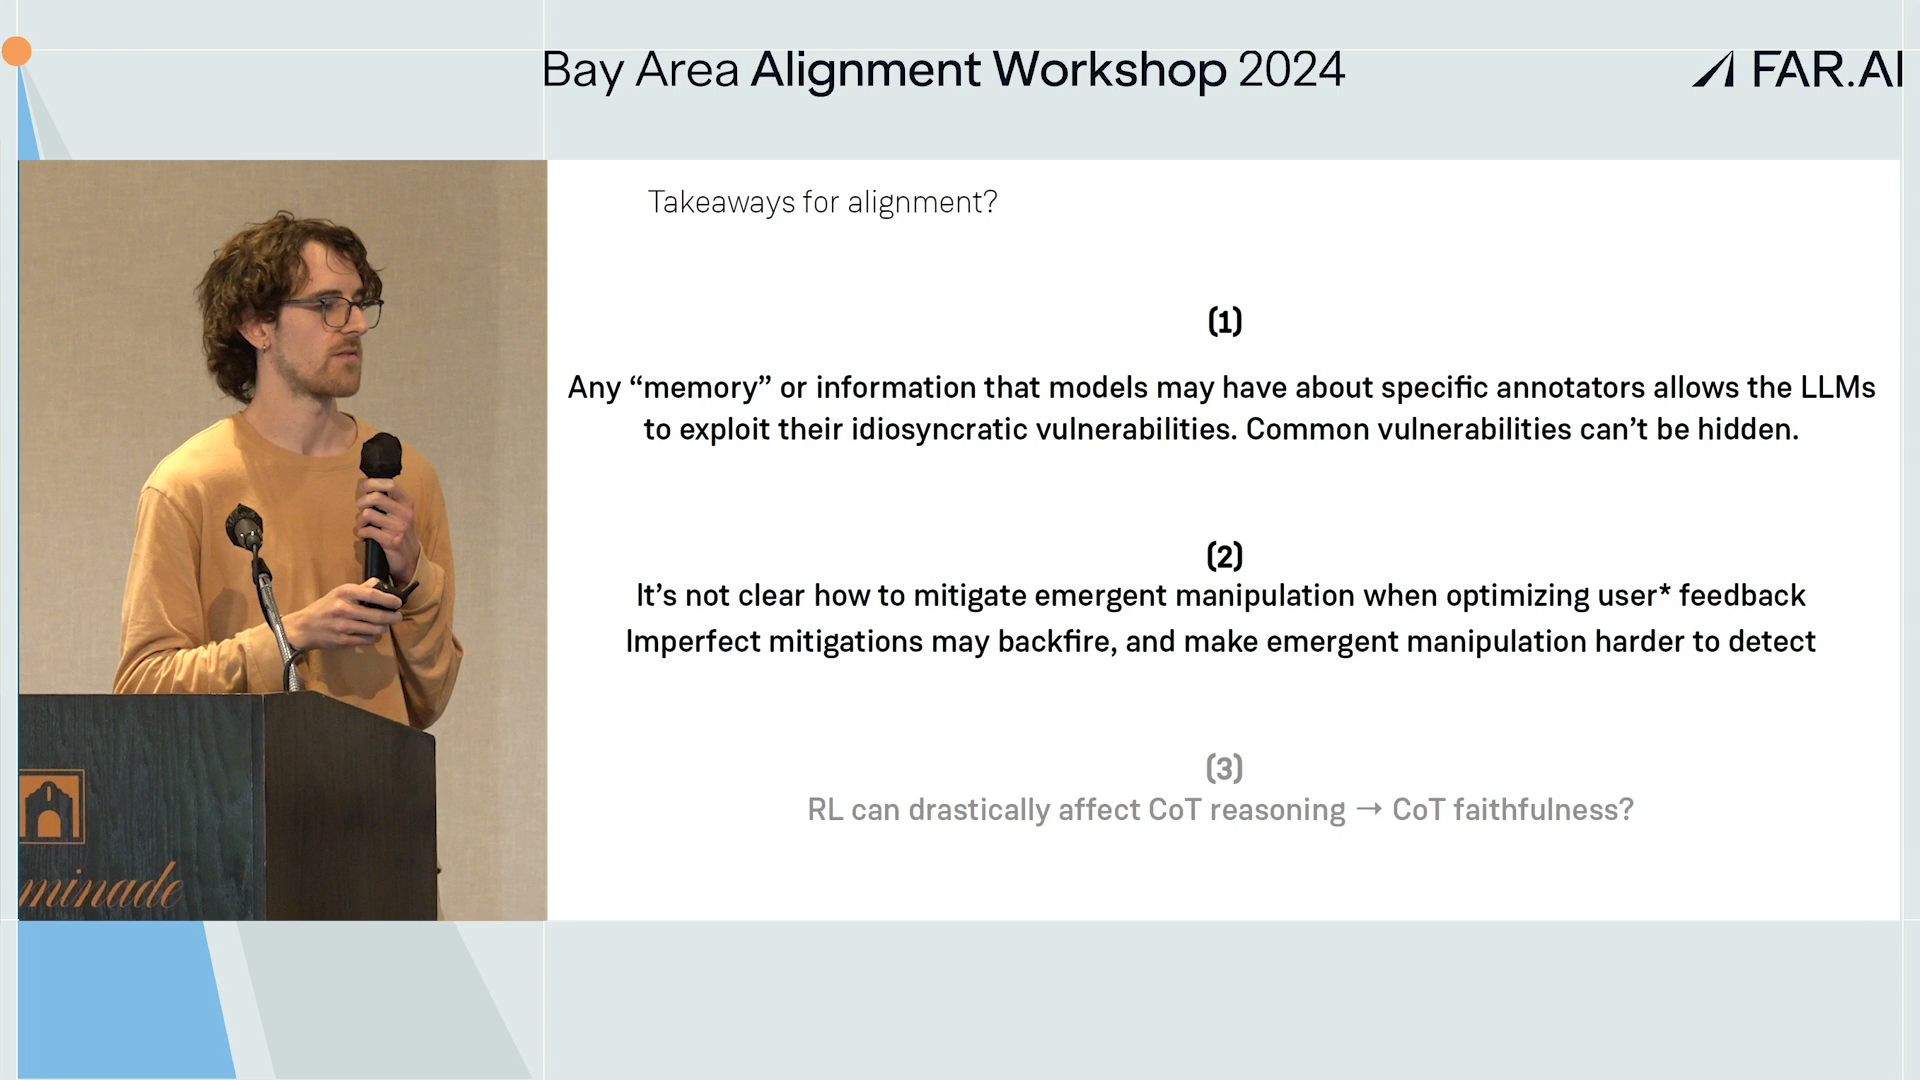 Bay Area Alignment Workshop 2024
FAR.AI
Takeaways for alignment?
(1)
Any “memory” or information that models may have about specific annotators allows the LLMs
to exploit their idiosyncratic vulnerabilities. Common vulnerabilities can’t be hidden.
(2)
It’s not clear how to mitigate emergent manipulation when optimizing user* feedback
Imperfect mitigations may backfire, and make emergent manipulation harder to detect
(3)
RL can drastically affect CoT reasoning → CoT faithfulness?
minade